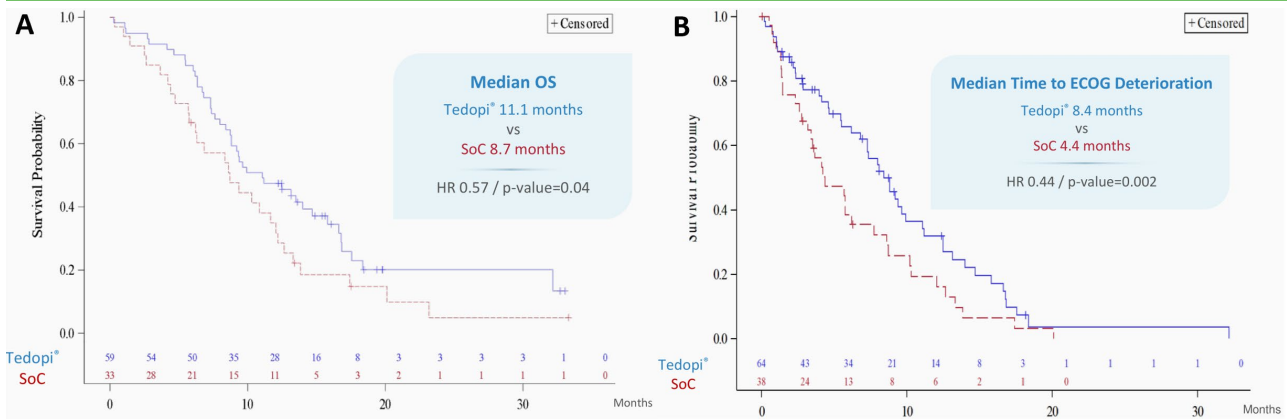 A
+ Censored
Survival Probability
1.0
0.8
0.6
0.4
0.2
0.0
Median OS
Tedopi® 11.1 months
vs
SoC 8.7 months
HR 0.57 / p-value=0.04
Tedopi® 59 54 50 35 28 16 8 3 3 3 3 1 0
SoC 33 28 21 15 11 5 3 2 1 1 1 1 0
0 10 20 30 Months
B
+ Censored
Survival Probability
1.0
0.8
0.6
0.4
0.2
0.0
Median Time to ECOG Deterioration
Tedopi® 8.4 months
vs
SoC 4.4 months
HR 0.44 / p-value=0.002
Tedopi® 64 43 34 21 14 8 3 1 1 1 1 0
SoC 38 24 13 8 6 2 1 0
0 10 20 30 Months